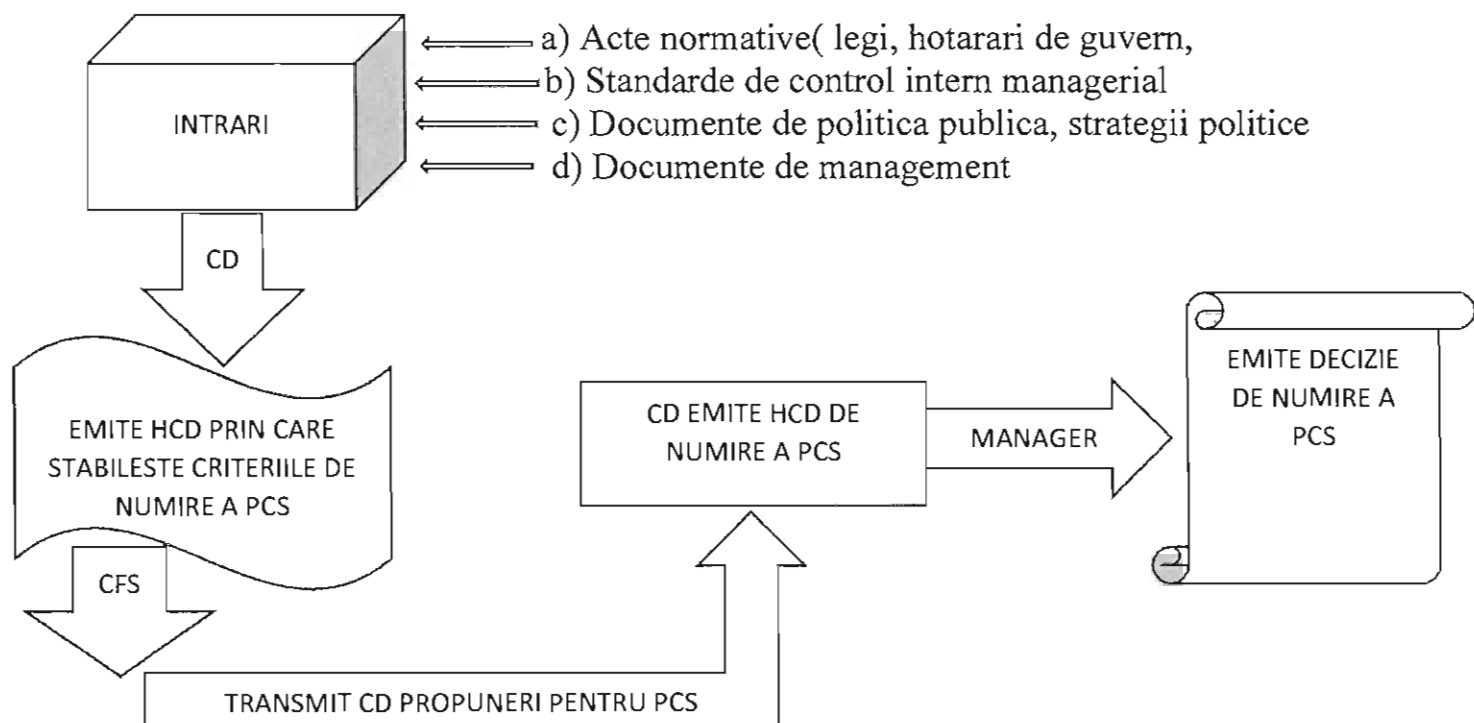 a) Acte normative( legi, hotarari de guvern,
b) Standarde de control intern managerial
c) Documente de politica publica, strategii politice
d) Documente de management
INTRARI
CD
EMITE HCD PRIN CARE
STABILESTE CRITERIILE DE
NUMIRE A PCS
CFS
TRANSMIT CD PROPUNERI PENTRU PCS
CD EMITE HCD DE
NUMIRE A PCS
MANAGER
EMITE DECIZIE
DE NUMIRE A
PCS